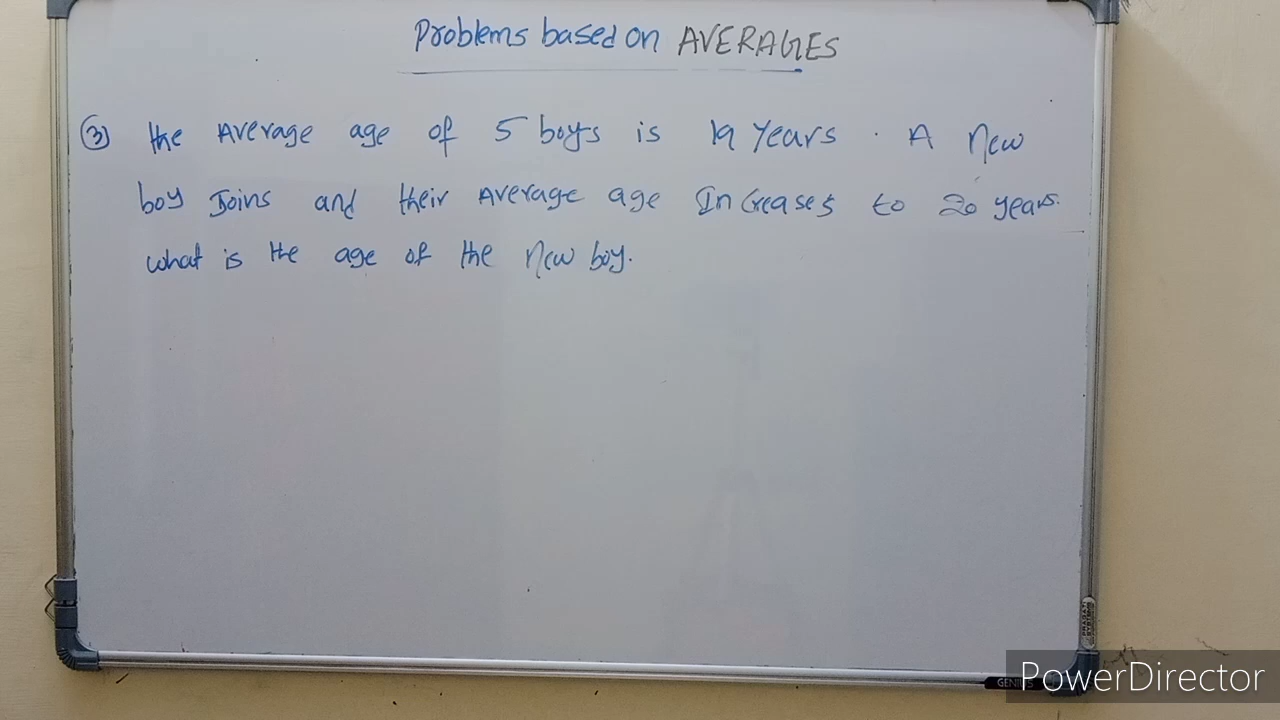 Problems based on AVERAGES
③ the Average age of 5 boys is 19 years. A new
boy Joins and their Average age Increases to 20 years.
what is the age of the new boy.
GENIUS
PowerDirector